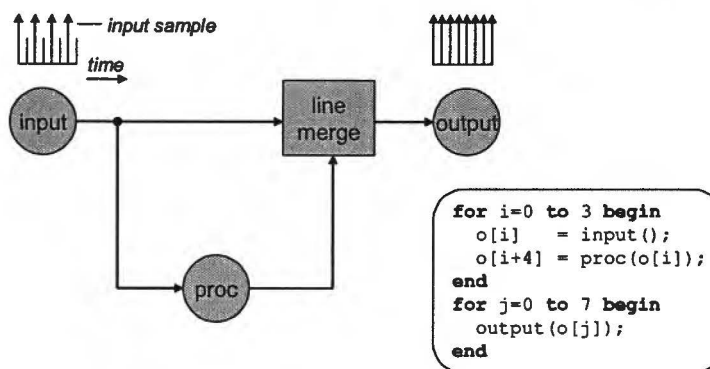 input sample
time
input
line
merge
output
proc
for i=0 to 3 begin
o[i] = input();
o[i+4] = proc(o[i]);
end
for j=0 to 7 begin
output(o[j]);
end